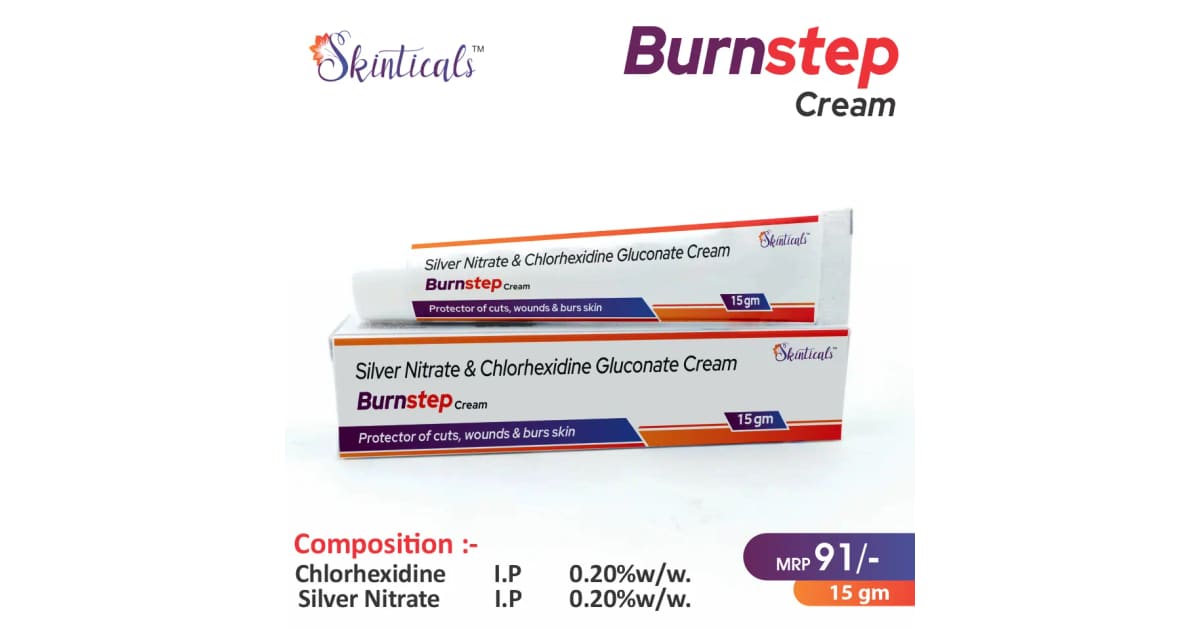 Skinticals™
Burnstep
Cream
Silver Nitrate & Chlorhexidine Gluconate Cream
Skinticals™
Burnstep Cream
Protector of cuts, wounds & burs skin
15gm
Silver Nitrate & Chlorhexidine Gluconate Cream
Skinticals™
Burnstep Cream
Protector of cuts, wounds & burs skin
15gm
Composition :-
Chlorhexidine I.P 0.20%w/w.
Silver Nitrate I.P 0.20%w/w.
MRP 91/-
15 gm